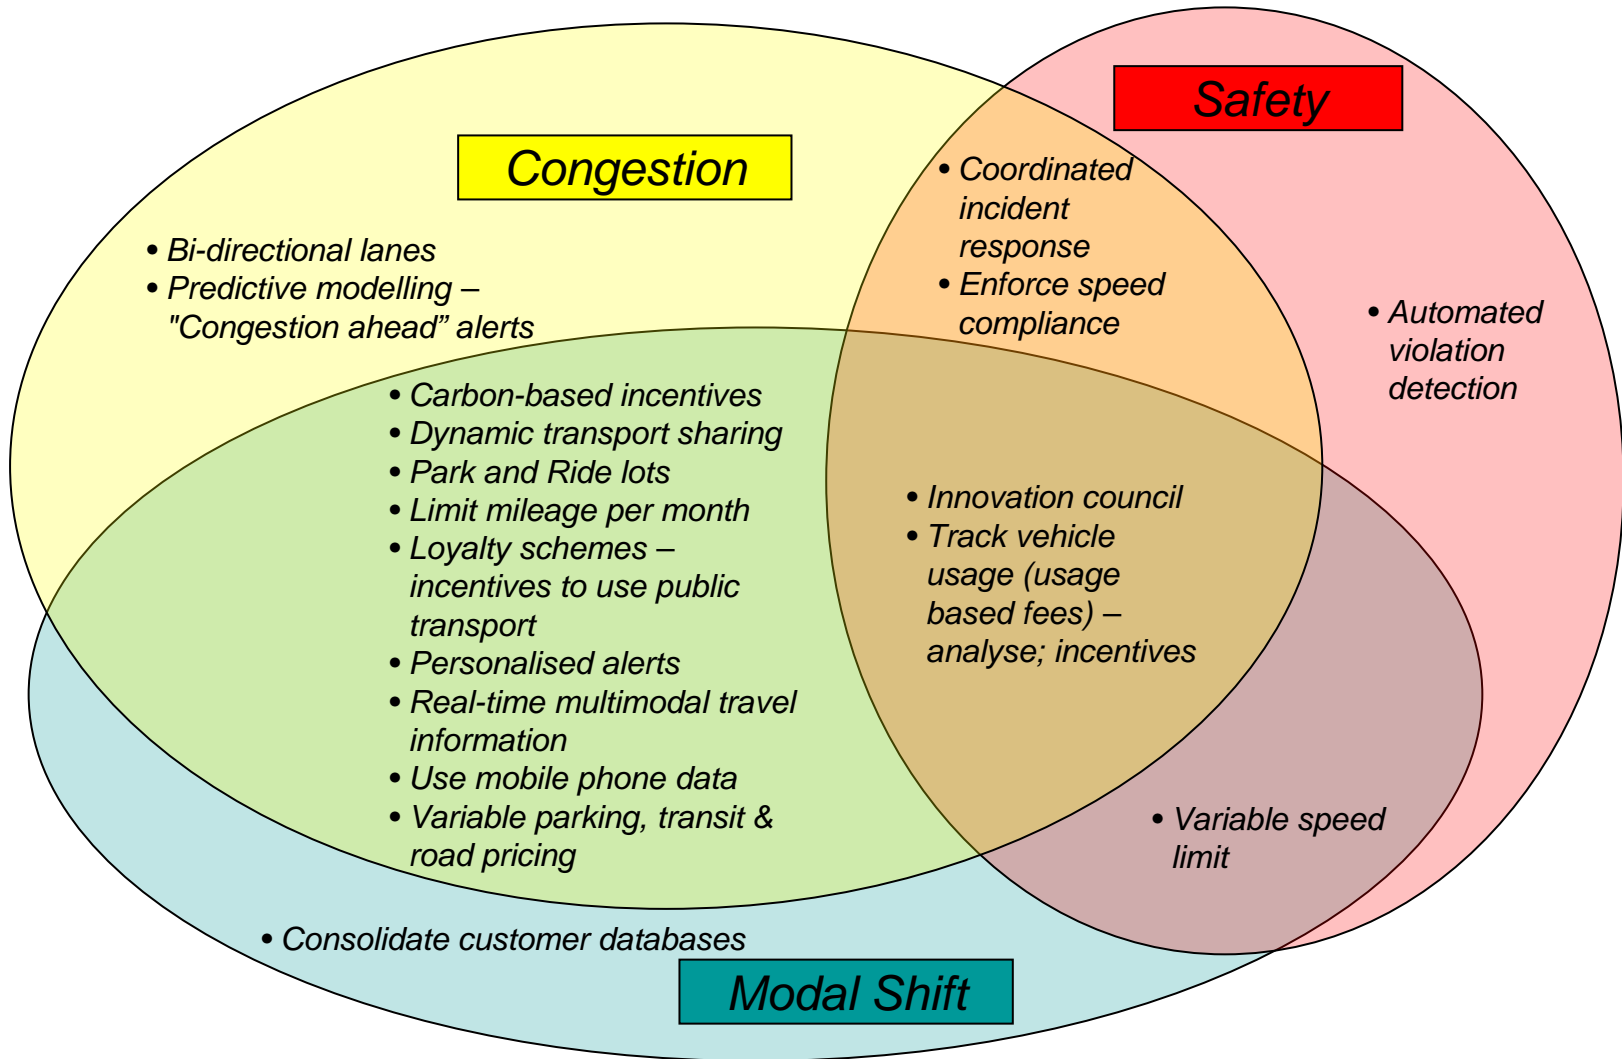 Safety
Congestion
• Coordinated
incident
response
• Enforce speed
compliance
• Bi-directional lanes
• Predictive modelling –
"Congestion ahead” alerts
• Automated
violation
detection
• Carbon-based incentives
• Dynamic transport sharing
• Park and Ride lots
• Limit mileage per month
• Loyalty schemes –
incentives to use public
transport
• Personalised alerts
• Real-time multimodal travel
information
• Use mobile phone data
• Variable parking, transit &
road pricing
• Innovation council
• Track vehicle
usage (usage
based fees) –
analyse; incentives
• Variable speed
limit
• Consolidate customer databases
Modal Shift